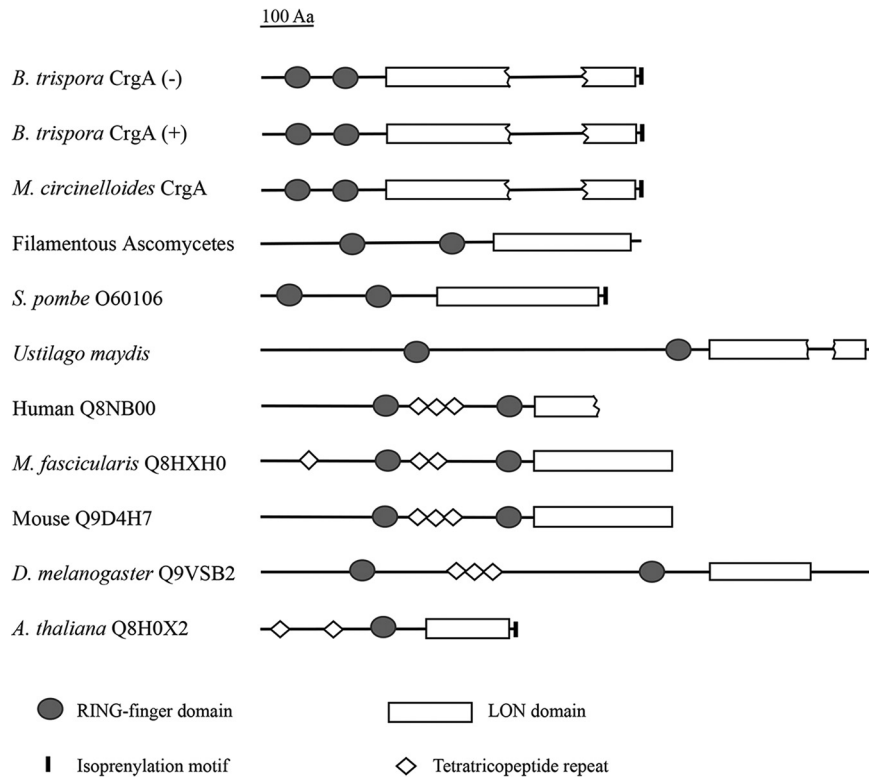 100 Aa
B. trispora CrgA (-)
B. trispora CrgA (+)
M. circinelloides CrgA
Filamentous Ascomycetes
S. pombe O60106
Ustilago maydis
Human Q8NB00
M. fascicularis Q8HXH0
Mouse Q9D4H7
D. melanogaster Q9VSB2
A. thaliana Q8H0X2
RING-finger domain
LON domain
Isoprenylation motif
Tetratricopeptide repeat